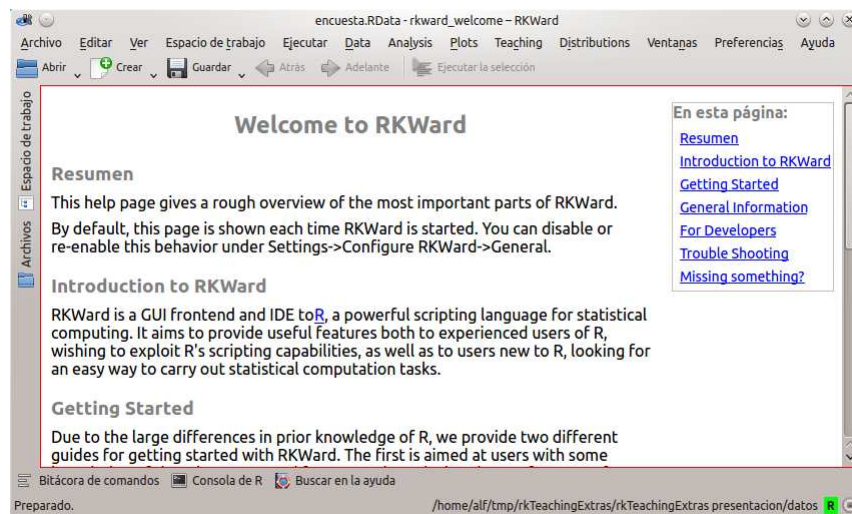 encuesta.RData - rkward_welcome – RKWard
Archivo Editar Ver Espacio de trabajo Ejecutar Data Analysis Plots Teaching Distributions Ventanas Preferencias Ayuda
Abrir Crear Guardar Atrás Adelante Ejecutar la selección
Espacio de trabajo
Archivos
Welcome to RKWard
Resumen
This help page gives a rough overview of the most important parts of RKWard.
By default, this page is shown each time RKWard is started. You can disable or
re-enable this behavior under Settings->Configure RKWard->General.
Introduction to RKWard
RKWard is a GUI frontend and IDE toR, a powerful scripting language for statistical
computing. It aims to provide useful features both to experienced users of R,
wishing to exploit R's scripting capabilities, as well as to users new to R, looking for
an easy way to carry out statistical computation tasks.
Getting Started
Due to the large differences in prior knowledge of R, we provide two different
guides for getting started with RKWard. The first is aimed at users with some
En esta página:
Resumen
Introduction to RKWard
Getting Started
General Information
For Developers
Trouble Shooting
Missing something?
Bitácora de comandos Consola de R Buscar en la ayuda
Preparado. /home/alf/tmp/rkTeachingExtras/rkTeachingExtras presentacion/datos R